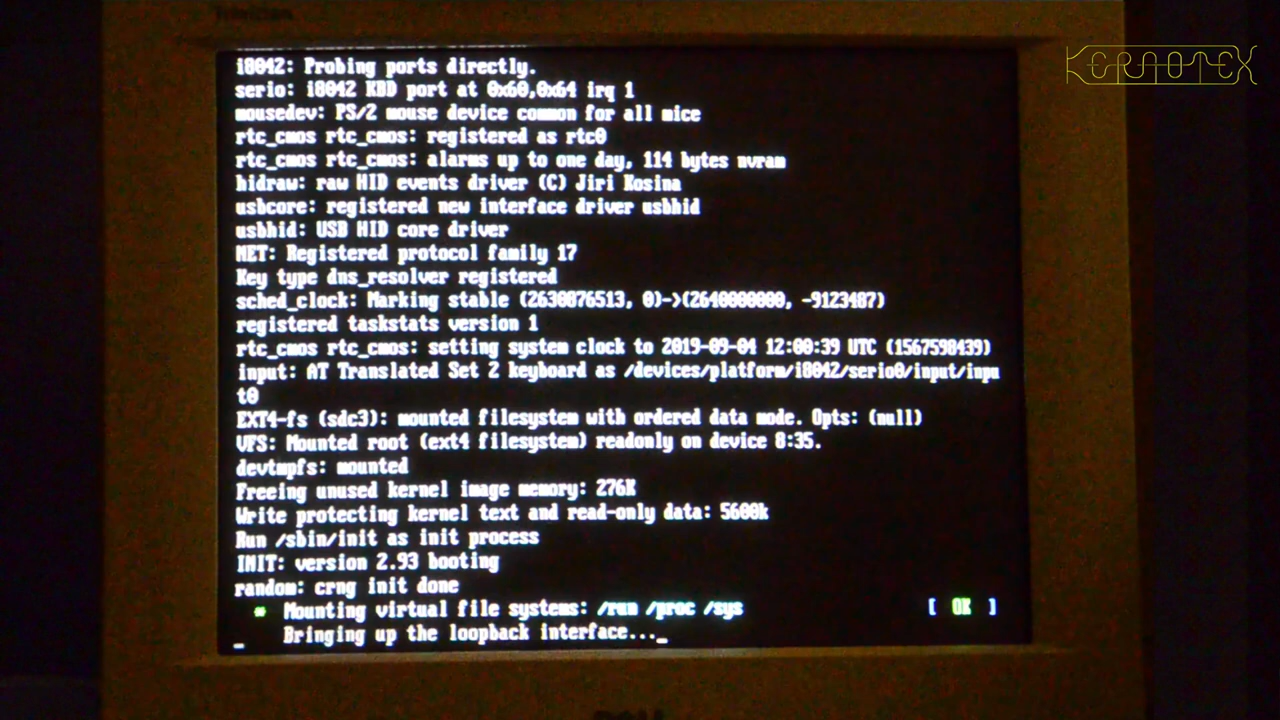 KERNOTEX
i8042: Probing ports directly.
serio: i8042 KBD port at 0x60,0x64 irq 1
mousedev: PS/2 mouse device common for all mice
rtc_cmos rtc_cmos: registered as rtc0
rtc_cmos rtc_cmos: alarms up to one day, 114 bytes nvram
hidraw: raw HID events driver (C) Jiri Kosina
usbcore: registered new interface driver usbhid
usbhid: USB HID core driver
NET: Registered protocol family 17
Key type dns_resolver registered
sched_clock: Marking stable (2630876513, 0)->(2640000000, -9123487)
registered taskstats version 1
rtc_cmos rtc_cmos: setting system clock to 2019-09-04 12:00:39 UTC (1567598439)
input: AT Translated Set 2 keyboard as /devices/platform/i8042/serio0/input/inpu
t0
EXT4-fs (sdc3): mounted filesystem with ordered data mode. Opts: (null)
VFS: Mounted root (ext4 filesystem) readonly on device 8:35.
devtmpfs: mounted
Freeing unused kernel image memory: 276K
Write protecting kernel text and read-only data: 5600k
Run /sbin/init as init process
INIT: version 2.93 booting
random: crng init done
* Mounting virtual file systems: /run /proc /sys [ OK ]
Bringing up the loopback interface..._